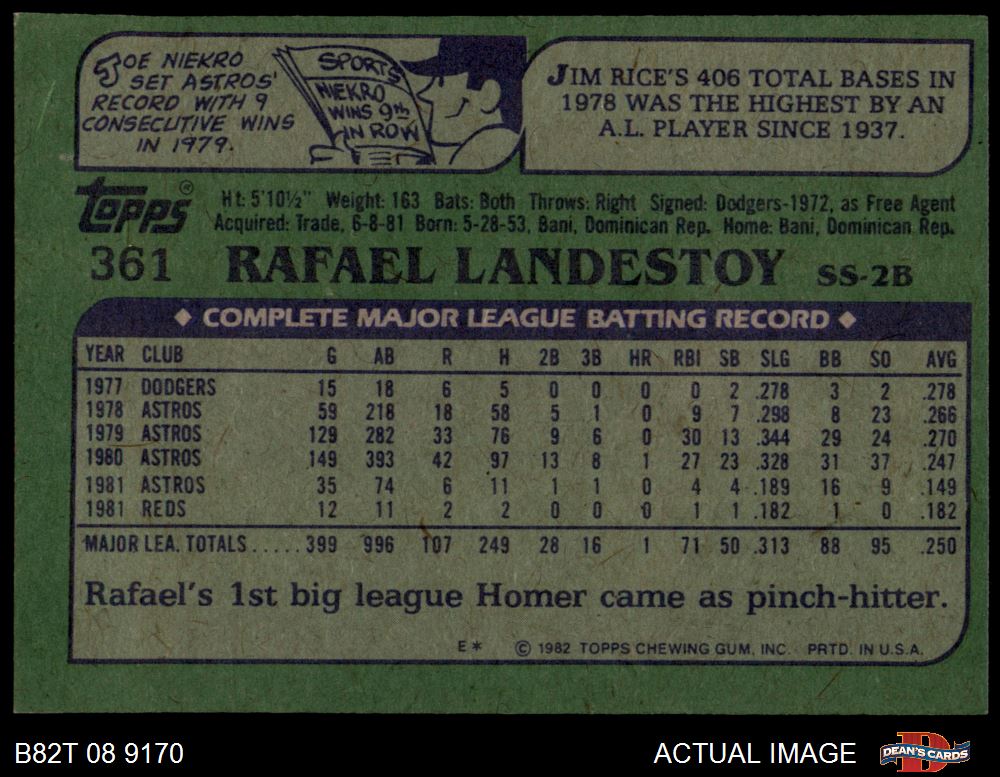 JOE NIEKRO
SET ASTROS'
RECORD WITH 9
CONSECUTIVE WINS
IN 1979.
SPORTS
NIEKRO
WINS 9th
IN ROW
JIM RICE'S 406 TOTAL BASES IN
1978 WAS THE HIGHEST BY AN
A.L. PLAYER SINCE 1937.
TOPPS®
Ht: 5'10½" Weight: 163 Bats: Both Throws: Right Signed: Dodgers-1972, as Free Agent
Acquired: Trade, 6-8-81 Born: 5-28-53, Bani, Dominican Rep. Home: Bani, Dominican Rep.
361 RAFAEL LANDESTOY SS-2B
◆ COMPLETE MAJOR LEAGUE BATTING RECORD ◆
YEAR CLUB G AB R H 2B 3B HR RBI SB SLG BB SO AVG
1977 DODGERS 15 18 6 5 0 0 0 0 2 .278 3 2 .278
1978 ASTROS 59 218 18 58 5 1 0 9 7 .298 8 23 .266
1979 ASTROS 129 282 33 76 9 6 0 30 13 .344 29 24 .270
1980 ASTROS 149 393 42 97 13 8 1 27 23 .328 31 37 .247
1981 ASTROS 35 74 6 11 1 1 0 4 4 .189 16 9 .149
1981 REDS 12 11 2 2 0 0 0 1 1 .182 1 0 .182
MAJOR LEA. TOTALS..... 399 996 107 249 28 16 1 71 50 .313 88 95 .250
Rafael's 1st big league Homer came as pinch-hitter.
E* © 1982 TOPPS CHEWING GUM, INC. PRTD. IN U.S.A.
B82T 08 9170 ACTUAL IMAGE DEAN'S CARDS